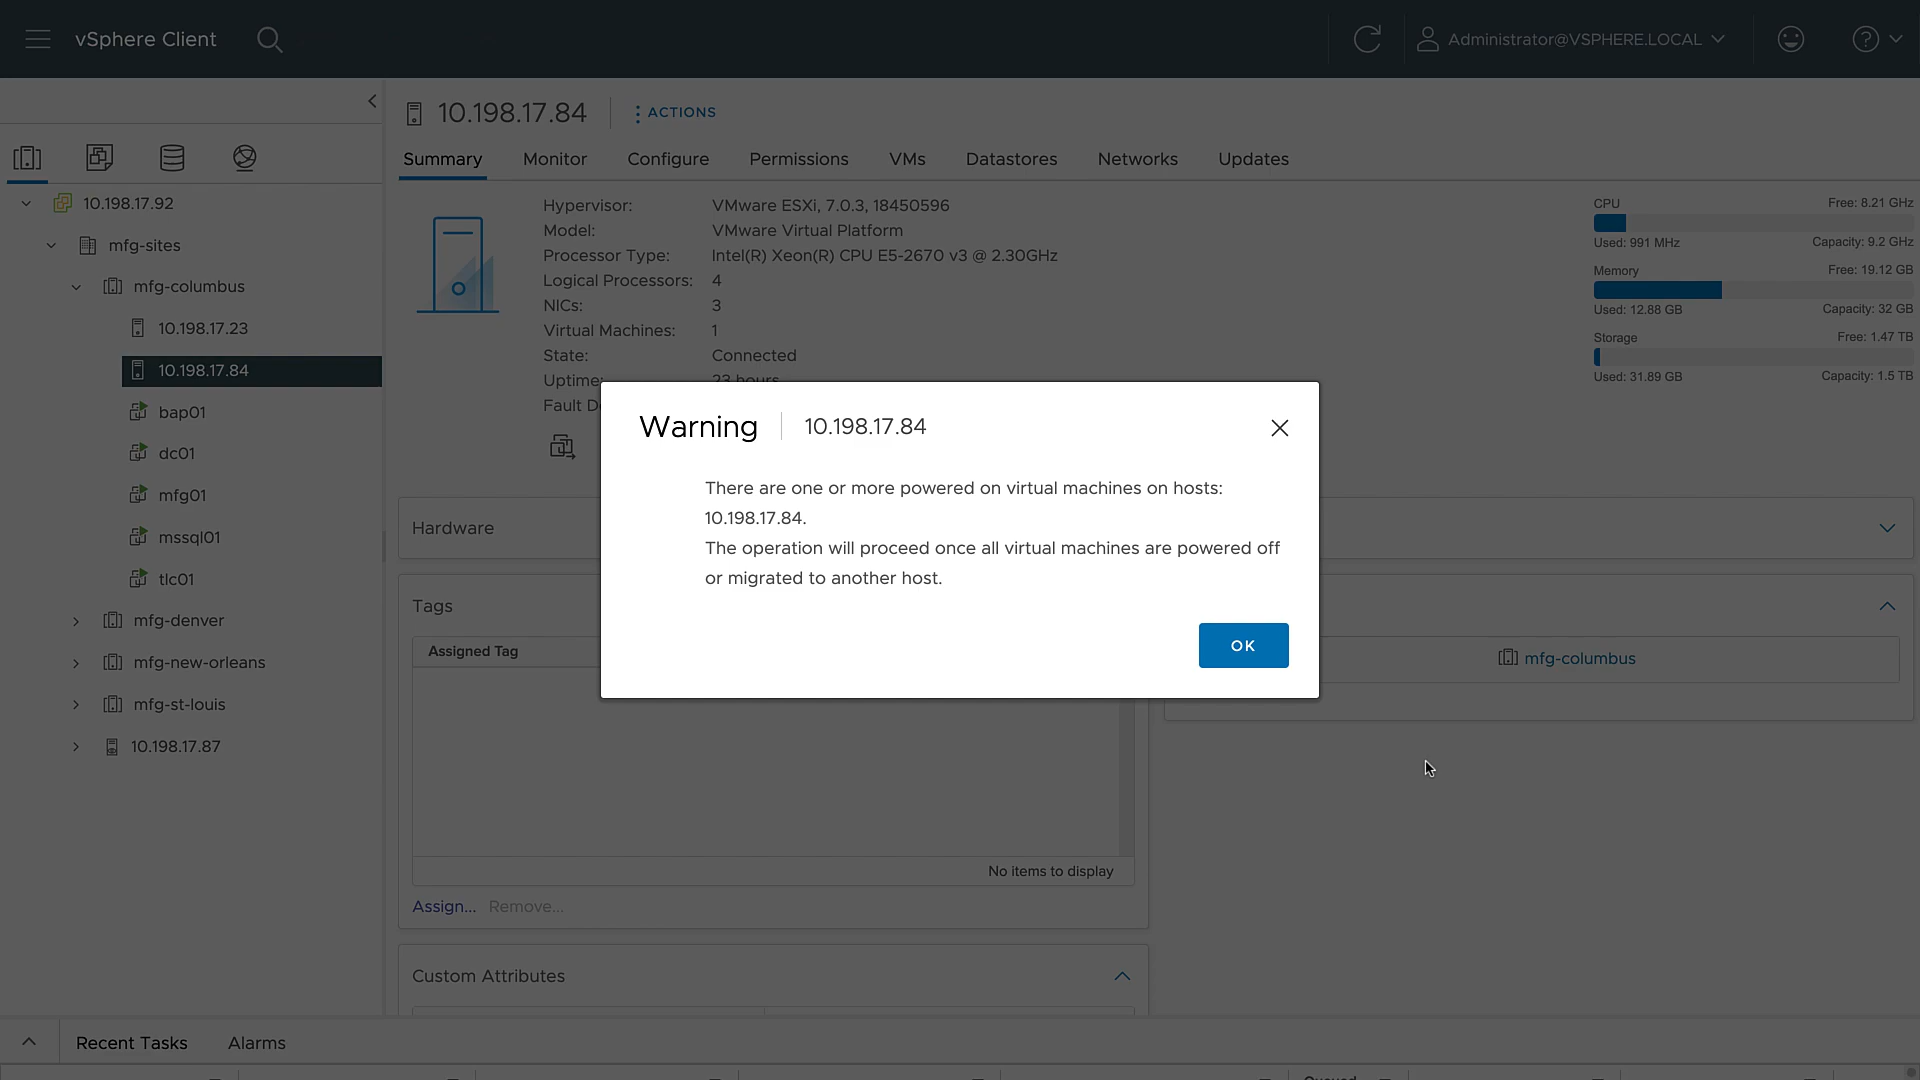 vSphere Client
Administrator@VSPHERE.LOCAL
10.198.17.84
ACTIONS
Summary
Monitor
Configure
Permissions
VMs
Datastores
Networks
Updates
10.198.17.92
mfg-sites
mfg-columbus
10.198.17.23
10.198.17.84
bap01
dc01
mfg01
mssql01
tlc01
mfg-denver
mfg-new-orleans
mfg-st-louis
10.198.17.87
Hypervisor: VMware ESXi, 7.0.3, 18450596
Model: VMware Virtual Platform
Processor Type: Intel(R) Xeon(R) CPU E5-2670 v3 @ 2.30GHz
Logical Processors: 4
NICs: 3
Virtual Machines: 1
State: Connected
Uptime: 23 hours
Fault
CPU Free: 8.21 GHz
Used: 991 MHz Capacity: 9.2 GHz
Memory Free: 19.12 GB
Used: 12.88 GB Capacity: 32 GB
Storage Free: 1.47 TB
Used: 31.89 GB Capacity: 1.5 TB
Warning 10.198.17.84
There are one or more powered on virtual machines on hosts:
10.198.17.84.
The operation will proceed once all virtual machines are powered off
or migrated to another host.
OK
Hardware
Tags
Assigned Tag
No items to display
Assign... Remove...
mfg-columbus
Custom Attributes
Recent Tasks
Alarms